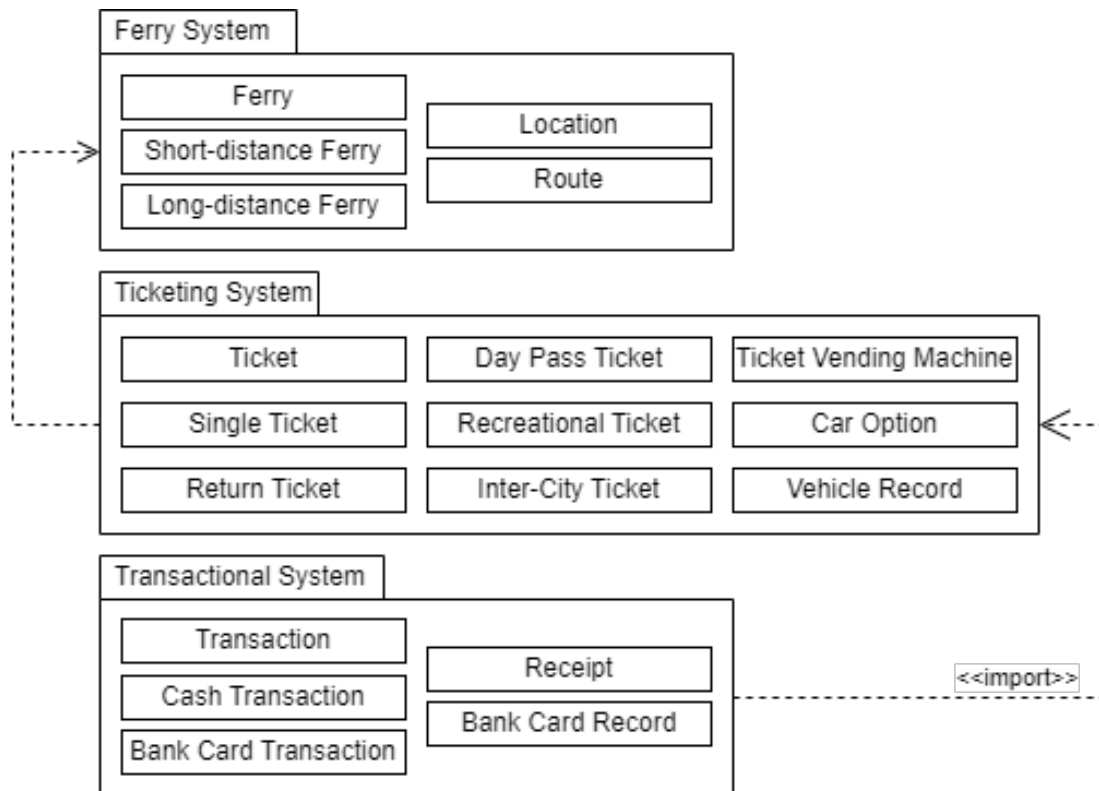 Ferry System
Ferry
Short-distance Ferry
Long-distance Ferry
Location
Route
Ticketing System
Ticket
Single Ticket
Return Ticket
Day Pass Ticket
Recreational Ticket
Inter-City Ticket
Ticket Vending Machine
Car Option
Vehicle Record
Transactional System
Transaction
Cash Transaction
Bank Card Transaction
Receipt
Bank Card Record
<<import>>